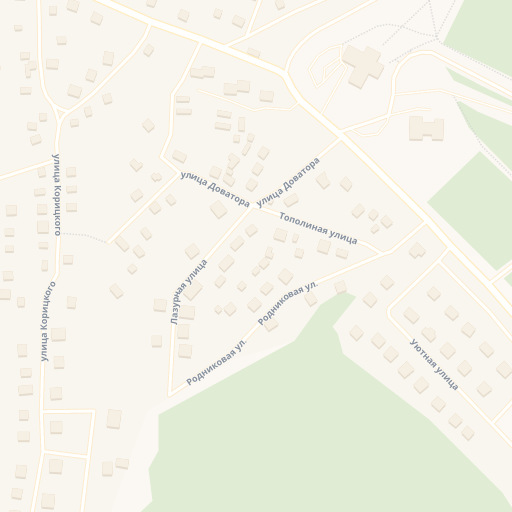 улица Корицкого
улица Доватора
улица Доватора
Тополиная улица
Лазурная улица
улица Корицкого
Родниковая ул.
Родниковая ул.
Уютная улица